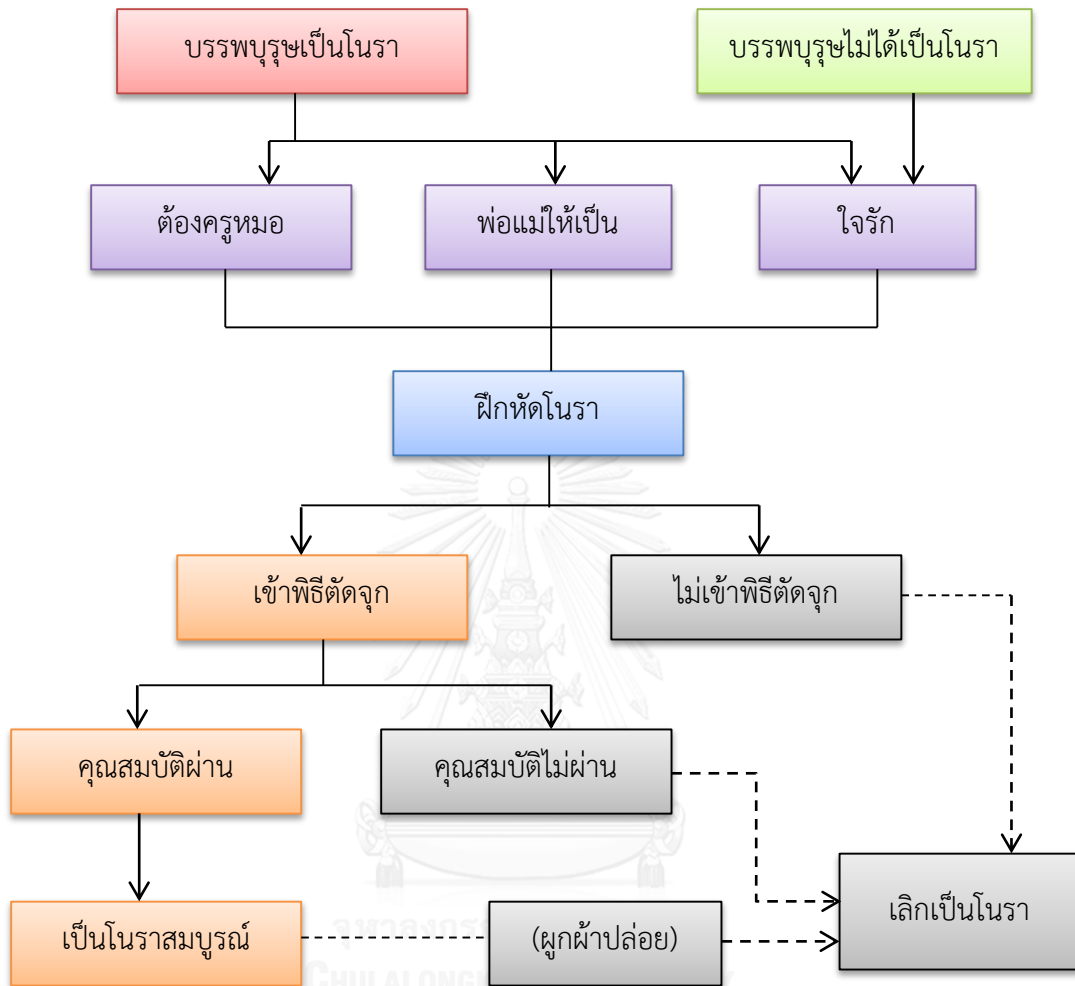 บรรพบุรุษเป็นโนรา
บรรพบุรุษไม่ได้เป็นโนรา
ต้องครูหมอ
พ่อแม่ให้เป็น
ใจรัก
ฝึกหัดโนรา
เข้าพิธีตัดจุก
ไม่เข้าพิธีตัดจุก
คุณสมบัติผ่าน
คุณสมบัติไม่ผ่าน
เป็นโนราสมบูรณ์
(ผูกผ้าปล่อย)
เลิกเป็นโนรา